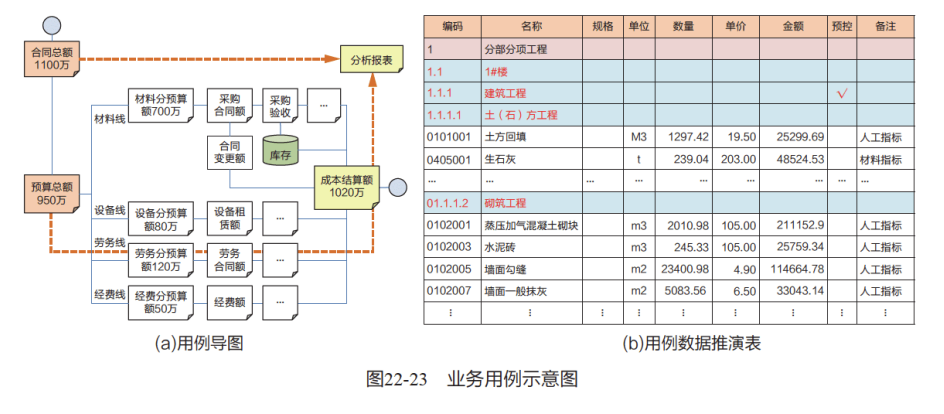 合同总额
1100万
分析报表
材料线
材料分预算
额700万
采购
合同额
采购
验收
...
合同
变更额
库存
预算总额
950万
成本结算额
1020万
设备线
设备分预算
额80万
设备租
赁额
...
劳务线
劳务分预算
额120万
劳务
合同额
...
经费线
经费分预算
额50万
经费额
...
(a)用例导图
编码 名称 规格 单位 数量 单价 金额 预控 备注
1 分部分项工程
1.1 1#楼
1.1.1 建筑工程 √
1.1.1.1 土（石）方工程
0101001 土方回填 M3 1297.42 19.50 25299.69 人工指标
0405001 生石灰 t 239.04 203.00 48524.53 材料指标
... ... ... ... ... ... ... ... ...
01.1.1.2 砌筑工程
0102001 蒸压加气混凝土砌块 m3 2010.98 105.00 211152.9 人工指标
0102003 水泥砖 m3 245.33 105.00 25759.34 人工指标
0102005 墙面勾缝 m2 23400.98 4.90 114664.78 人工指标
0102007 墙面一般抹灰 m2 5083.56 6.50 33043.14 人工指标
⋮ ⋮ ⋮ ⋮ ⋮ ⋮ ⋮ ⋮ ⋮
(b)用例数据推演表
图22-23 业务用例示意图